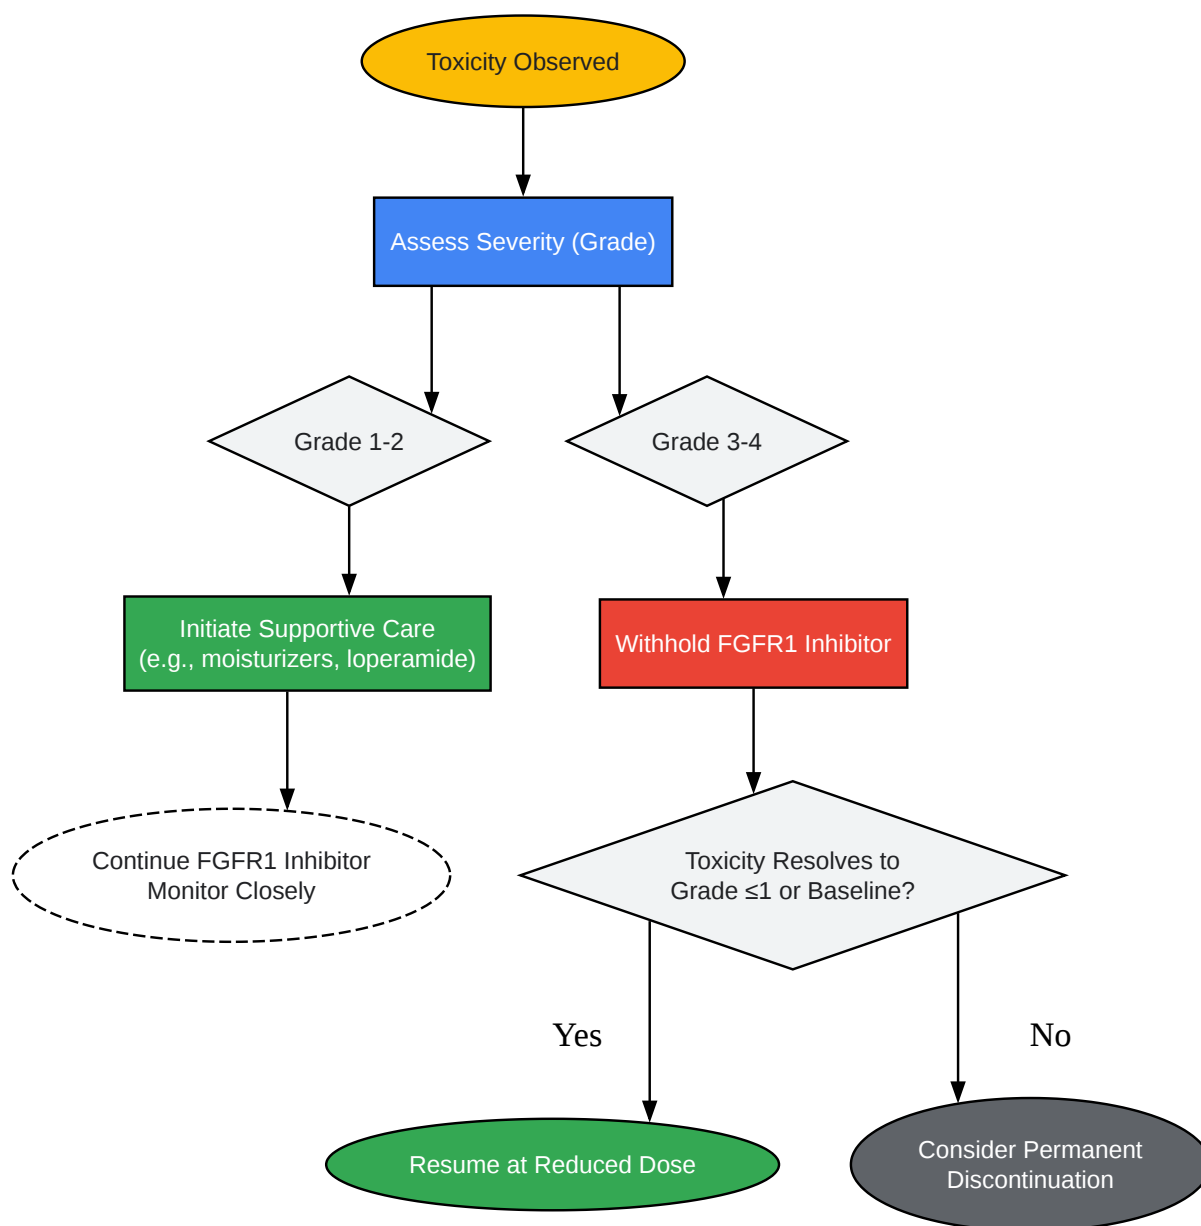 Toxicity Observed
Assess Severity (Grade)
Grade 1-2
Grade 3-4
Initiate Supportive Care
(e.g., moisturizers, loperamide)
Withhold FGFR1 Inhibitor
Continue FGFR1 Inhibitor
Monitor Closely
Toxicity Resolves to
Grade ≤1 or Baseline?
Yes
No
Resume at Reduced Dose
Consider Permanent
Discontinuation